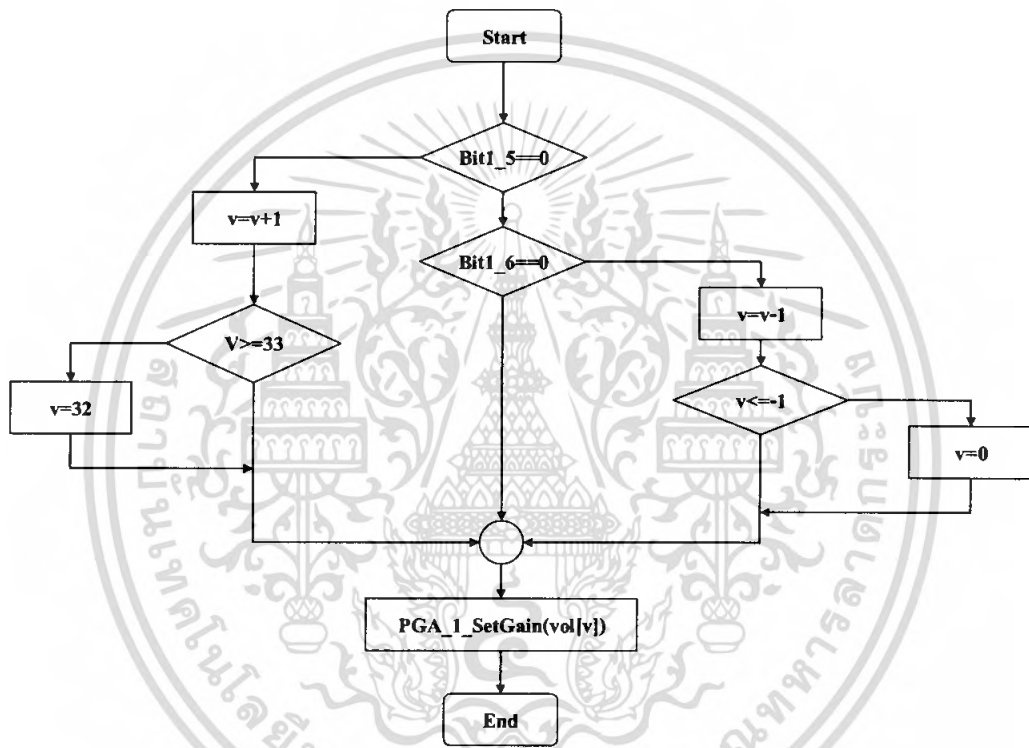 Start
Bit1_5==0
v=v+1
Bit1_6==0
v=v-1
V>=33
v=32
v<=-1
v=0
PGA_1_SetGain(vol[v])
End